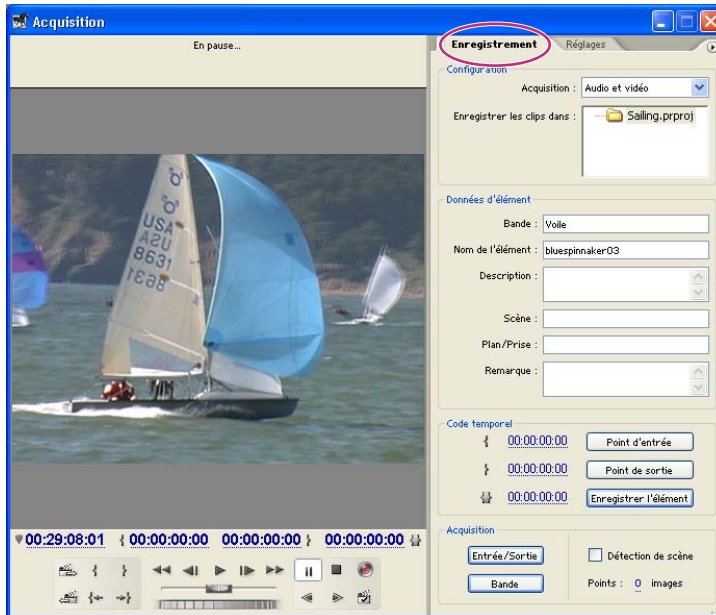 Acquisition
En pause...
Enregistrement
Réglages
Configuration
Acquisition : Audio et vidéo
Enregistrer les clips dans : Sailing.prproj
Données d'élément
Bande : Voile
Nom de l'élément : bluespinnaker03
Description :
Scène :
Plan/Prise :
Remarque :
USA
USA
8631
8631
Code temporel
{ 00:00:00:00 Point d'entrée
} 00:00:00:00 Point de sortie
{} 00:00:00:00 Enregistrer l'élément
00:29:08:01 { 00:00:00:00 00:00:00:00 } 00:00:00:00 {}
Acquisition
Entrée/Sortie
Détection de scène
Bande
Points : 0 images